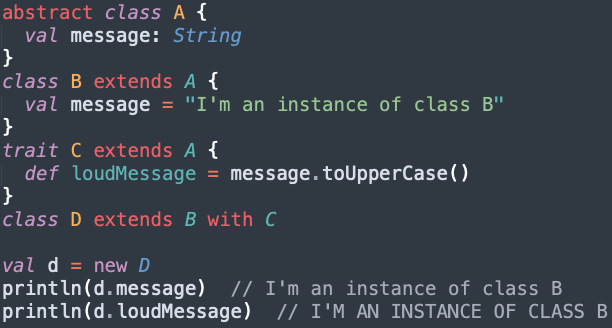 abstract class A {
  val message: String
}
class B extends A {
  val message = "I'm an instance of class B"
}
trait C extends A {
  def loudMessage = message.toUpperCase()
}
class D extends B with C

val d = new D
println(d.message)  // I'm an instance of class B
println(d.loudMessage)  // I'M AN INSTANCE OF CLASS B